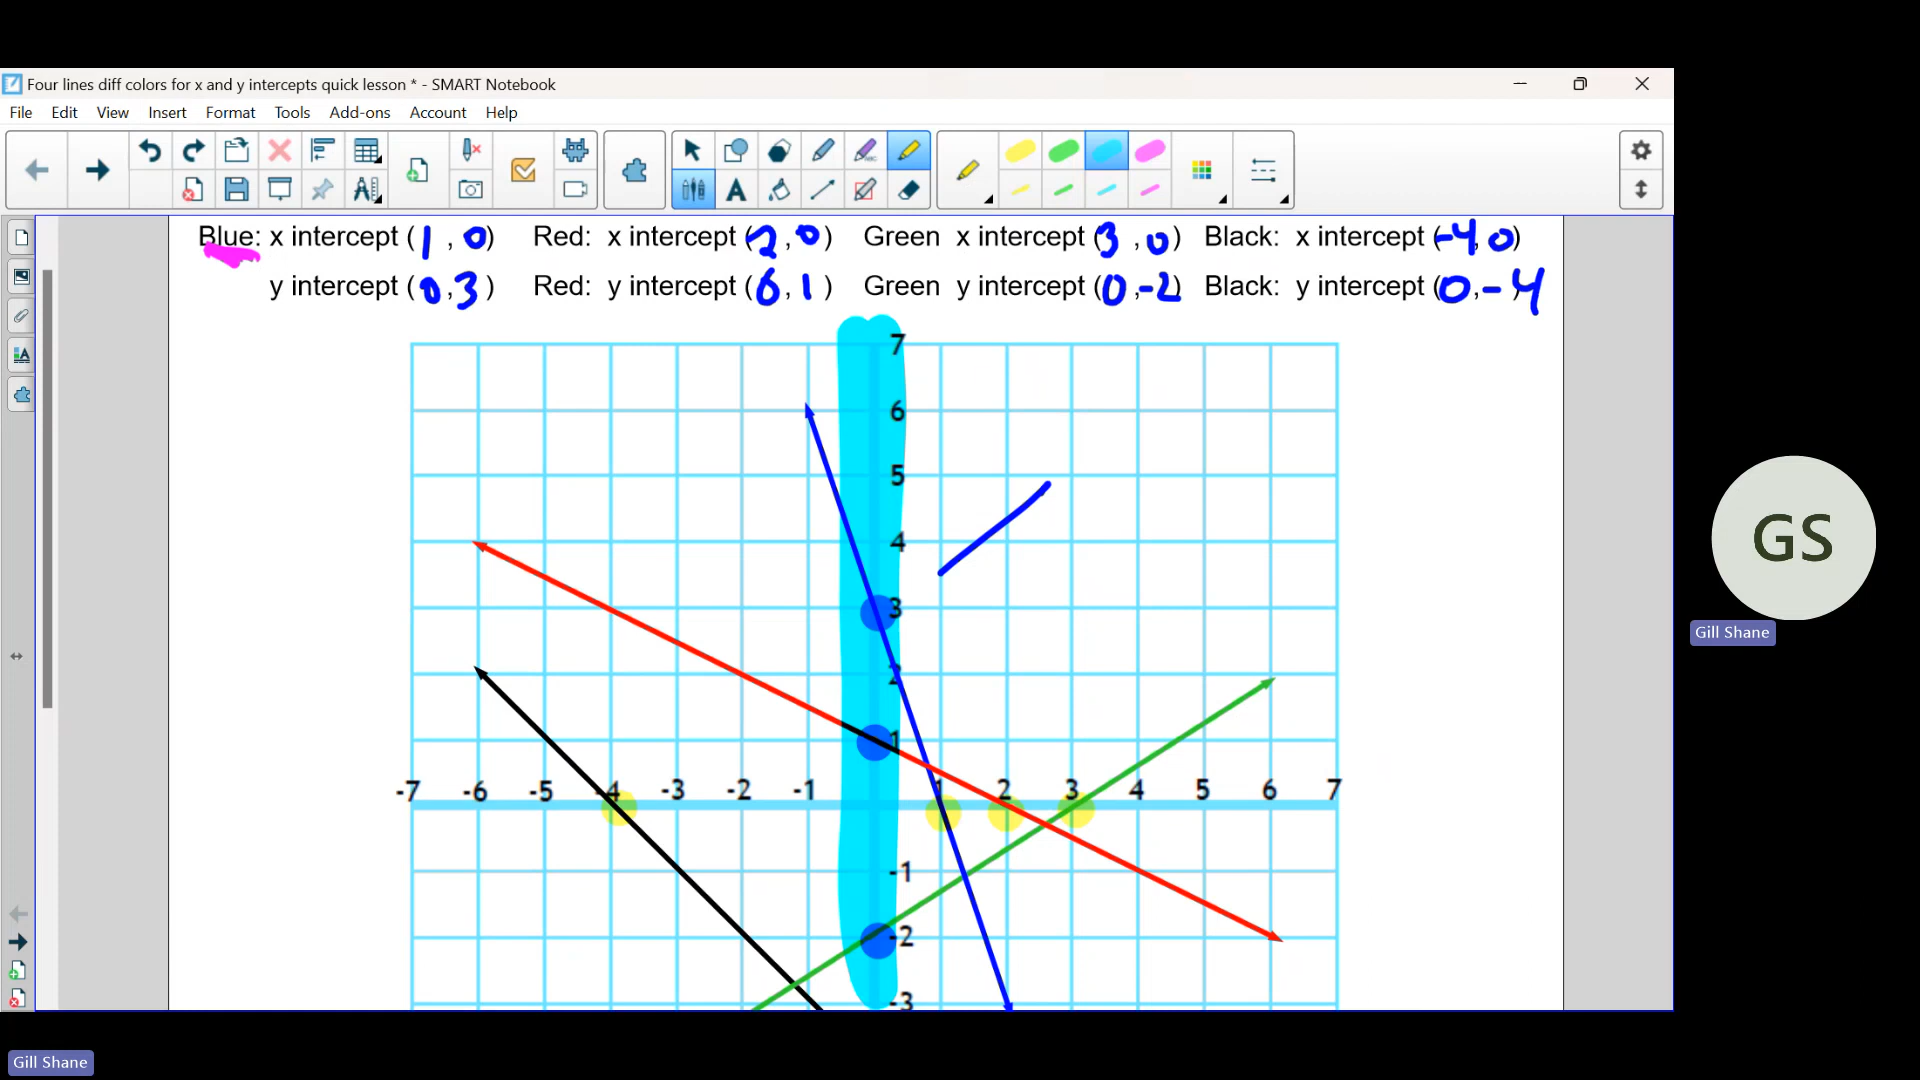 Four lines diff colors for x and y intercepts quick lesson * - SMART Notebook
File Edit View Insert Format Tools Add-ons Account Help
Blue: x intercept (1, 0) Red: x intercept (2, 0) Green x intercept (3, 0) Black: x intercept (-4, 0)
y intercept (0, 3) Red: y intercept (0, 1) Green y intercept (0, -2) Black: y intercept (0, -4)
7
6
5
4
3
2
1
-7 -6 -5 -4 -3 -2 -1 1 2 3 4 5 6 7
-1
-2
-3
GS
Gill Shane
Gill Shane